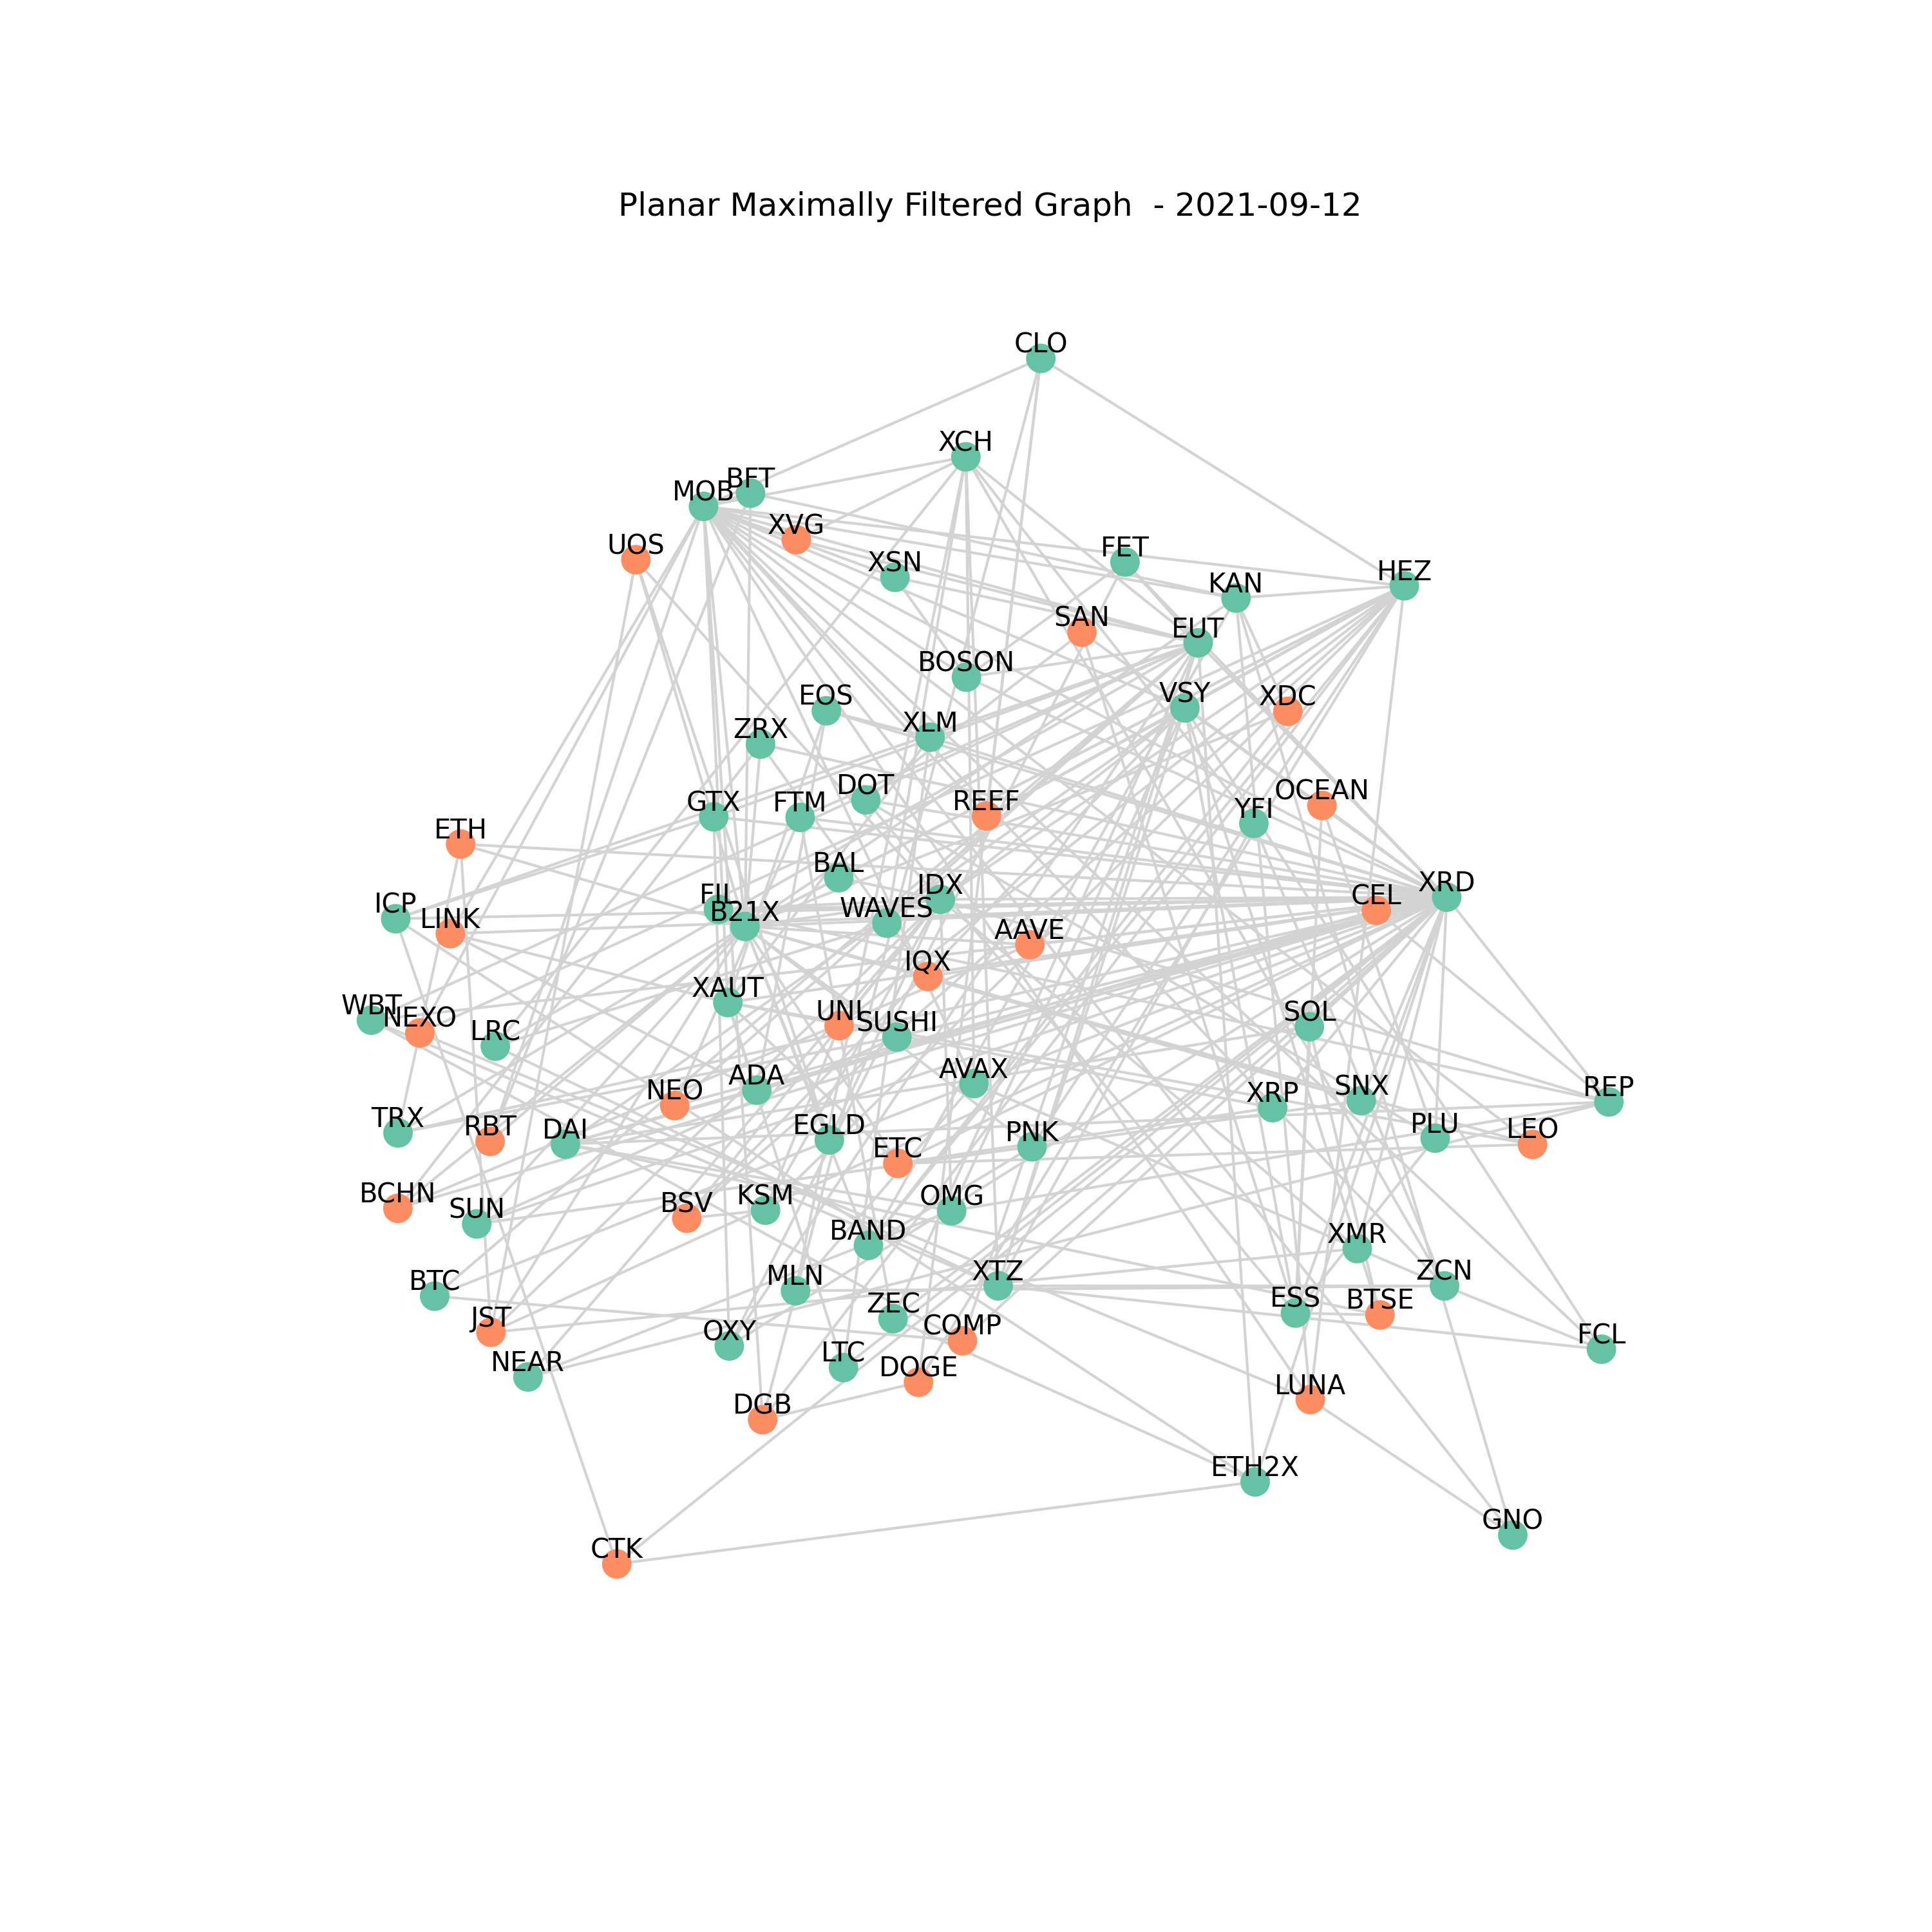 Planar Maximally Filtered Graph  - 2021-09-12
CLO
XCH
BFT
MOB
XVG
UOS
FET
XSN
HEZ
KAN
SAN
EUT
BOSON
VSY
XDC
EOS
XLM
ZRX
DOT
OCEAN
GTX
FTM
REEF
YFI
ETH
BAL
XRD
IDX
FIL
CEL
ICP
B21X
WAVES
LINK
AAVE
IQX
XAUT
WBT
UNI
SOL
NEXO
SUSHI
LRC
AVAX
ADA
NEO
XRP
SNX
REP
TRX
RBT
DAI
EGLD
PNK
PLU
LEO
ETC
BCHN
KSM
OMG
BSV
SUN
BAND
XMR
BTC
MLN
XTZ
ZCN
ESS
BTSE
ZEC
JST
COMP
OXY
FCL
LTC
NEAR
DOGE
LUNA
DGB
ETH2X
GNO
CTK